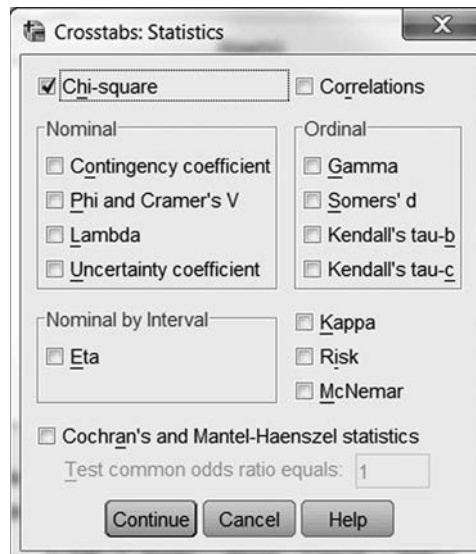 Crosstabs: Statistics
X
Chi-square
Correlations
Nominal
Contingency coefficient
Phi and Cramer's V
Lambda
Uncertainty coefficient
Ordinal
Gamma
Somers' d
Kendall's tau-b
Kendall's tau-c
Nominal by Interval
Eta
Kappa
Risk
McNemar
Cochran's and Mantel-Haenszel statistics
Test common odds ratio equals: 1
Continue
Cancel
Help